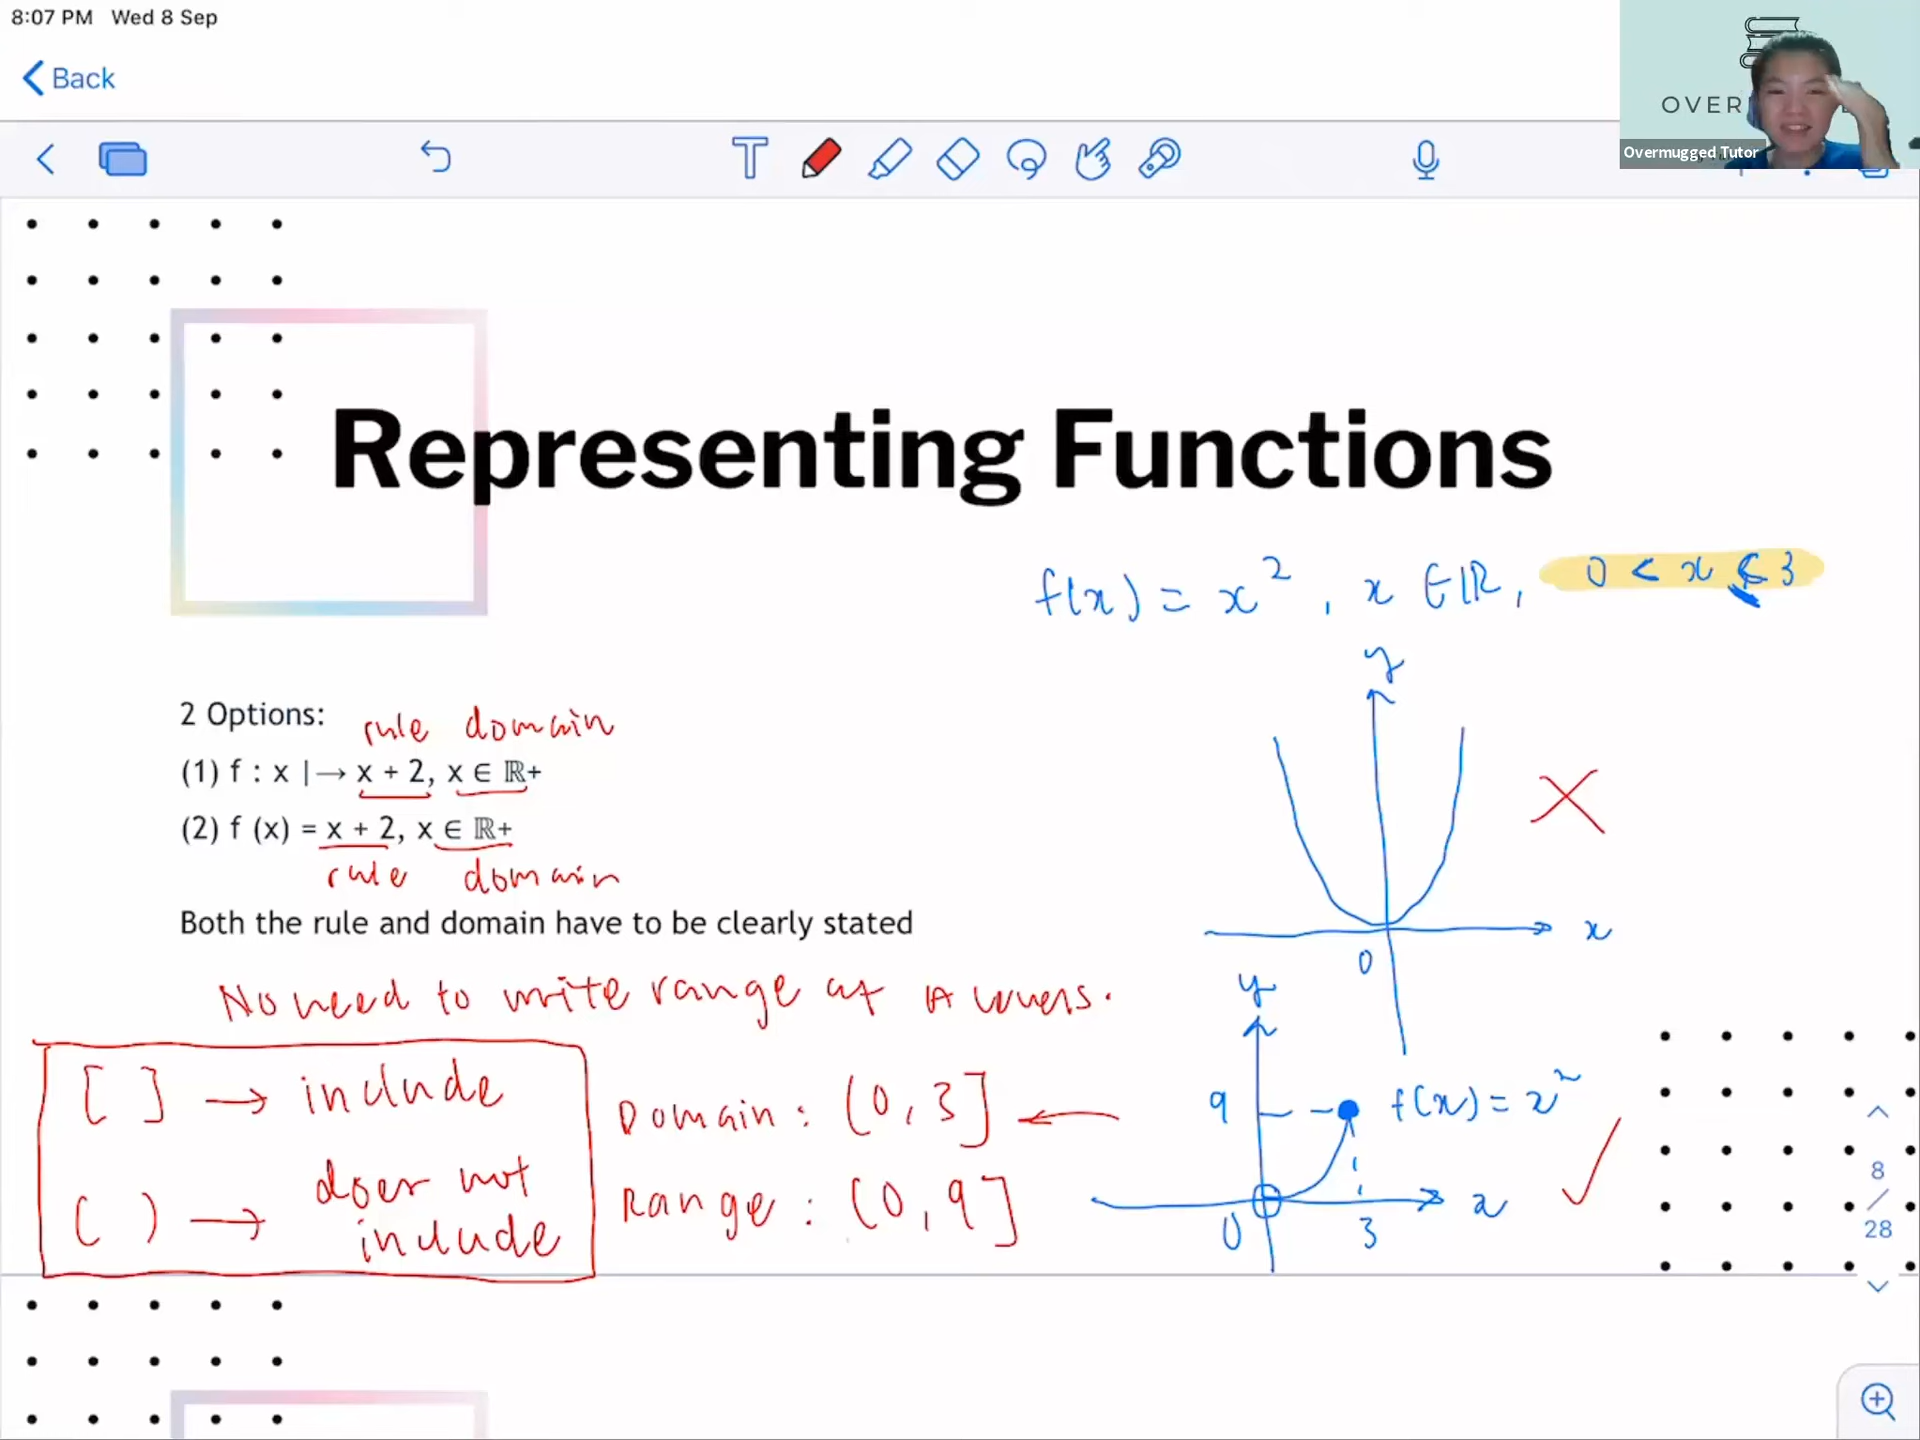 8:07 PM Wed 8 Sep
Back
OVER
Overmugged Tutor
Representing Functions
f(x) = x², x ∈ ℝ, 0 < x ≤ 3
y
x
0
2 Options:
rule domain
(1) f : x |→ x + 2, x ∈ ℝ+
(2) f (x) = x + 2, x ∈ ℝ+
rule domain
Both the rule and domain have to be clearly stated
No need to write range at A levels.
[ ] → include
( ) → does not
include
Domain : (0, 3] ←
Range : (0, 9]
y
9
f(x) = x²
x
0
3
8
/
28